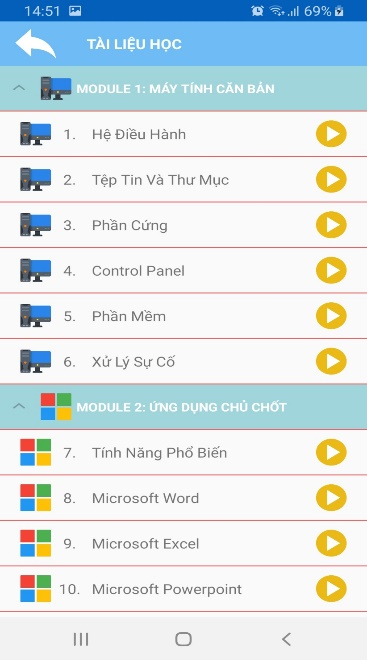 14:51 69%
TÀI LIỆU HỌC
MODULE 1: MÁY TÍNH CĂN BẢN
1. Hệ Điều Hành
2. Tệp Tin Và Thư Mục
3. Phần Cứng
4. Control Panel
5. Phần Mềm
6. Xử Lý Sự Cố
MODULE 2: ỨNG DỤNG CHỦ CHỐT
7. Tính Năng Phổ Biến
8. Microsoft Word
9. Microsoft Excel
10. Microsoft Powerpoint